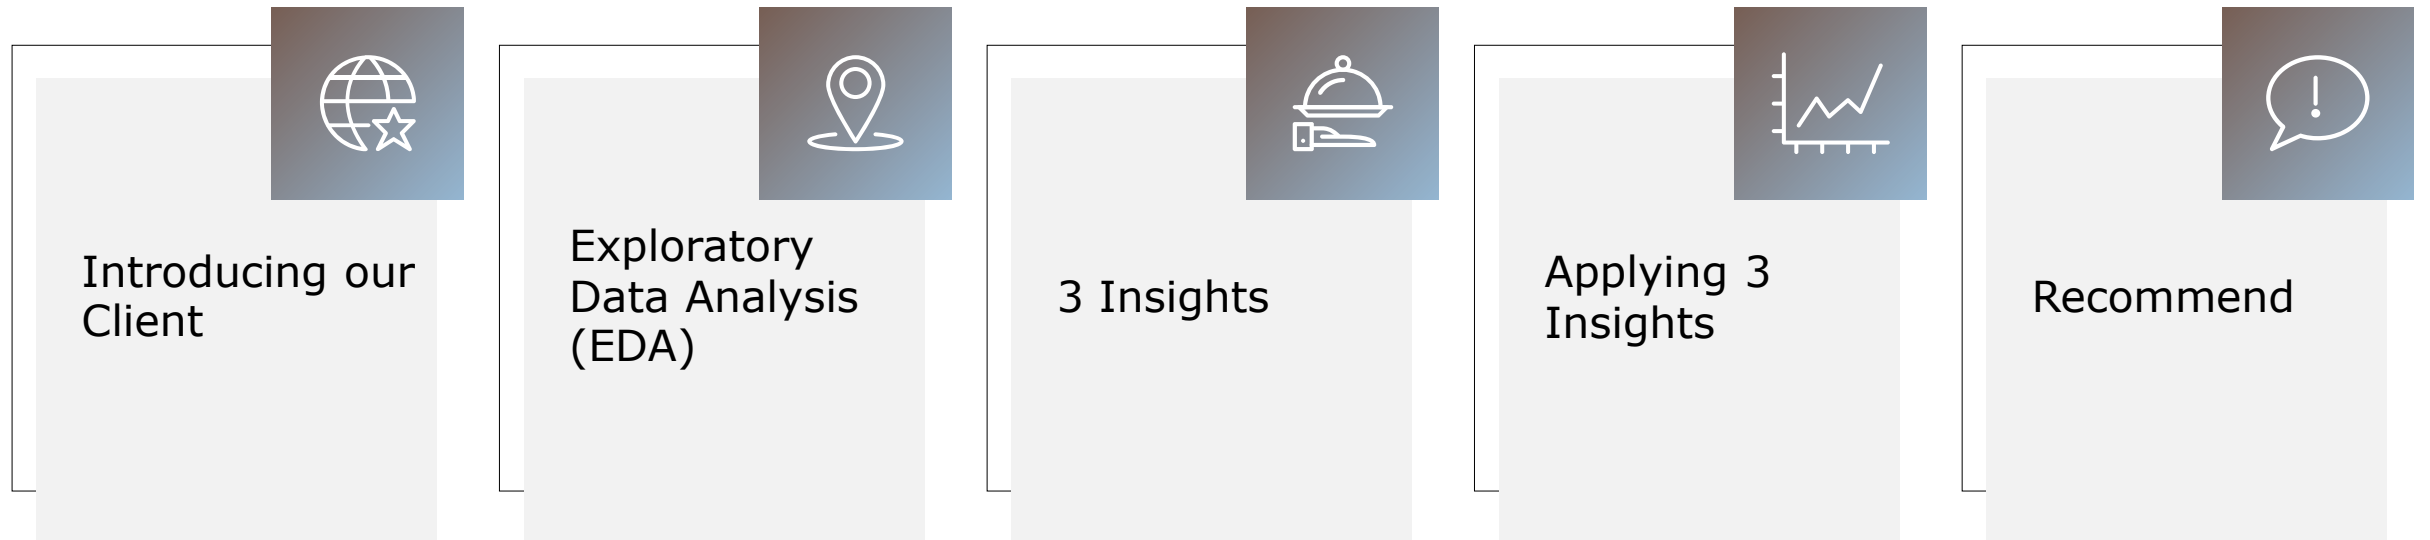 Introducing our
Client
Exploratory
Data Analysis
(EDA)
3 Insights
Applying 3
Insights
Recommend